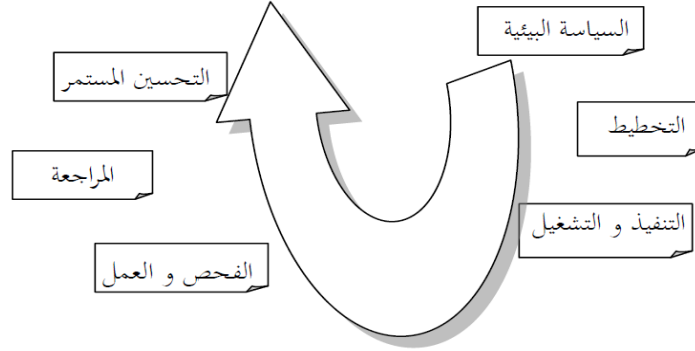 السياسة البيئية
التخطيط
التنفيذ و التشغيل
الفحص و العمل
المراجعة
التحسين المستمر